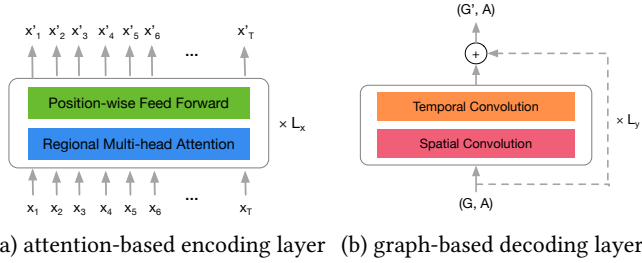 x'1 x'2 x'3 x'4 x'5 x'6 ... x'T
Position-wise Feed Forward
Regional Multi-head Attention
× Lx
x1 x2 x3 x4 x5 x6 ... xT
a) attention-based encoding layer
(G', A)
+
Temporal Convolution
Spatial Convolution
× Ly
(G, A)
(b) graph-based decoding layer